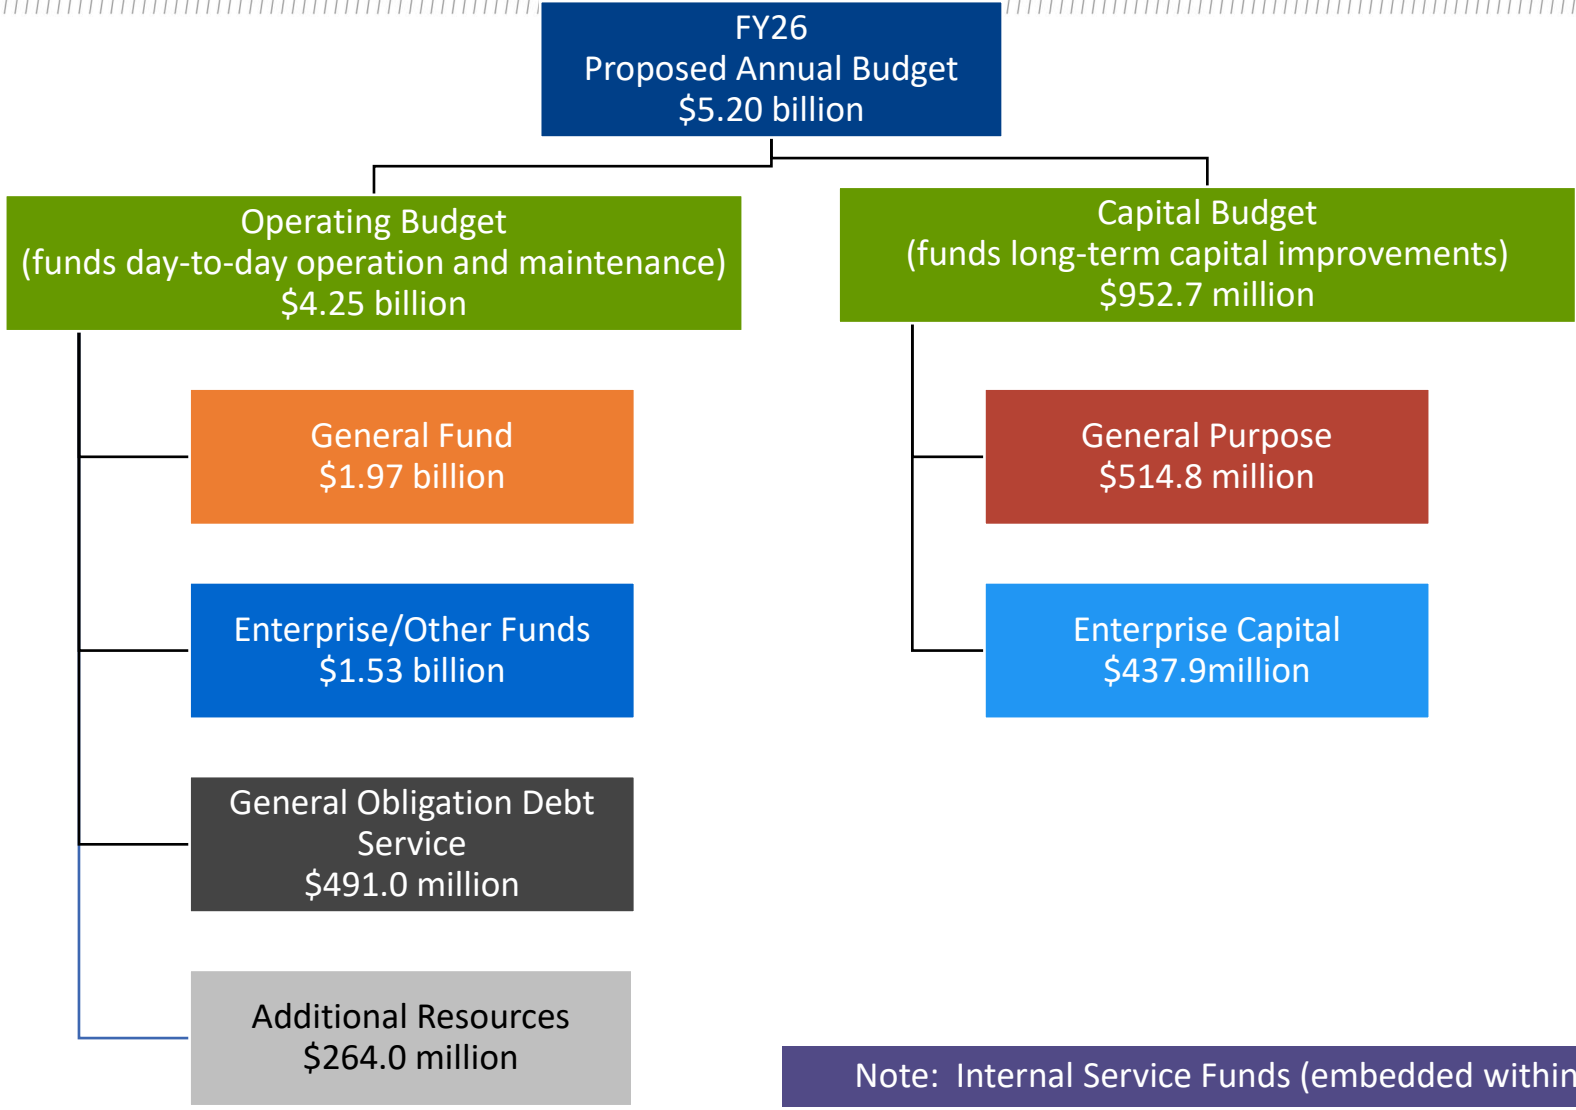 FY26
Proposed Annual Budget
$5.20 billion
Operating Budget
(funds day-to-day operation and maintenance)
$4.25 billion
Capital Budget
(funds long-term capital improvements)
$952.7 million
General Fund
$1.97 billion
General Purpose
$514.8 million
Enterprise/Other Funds
$1.53 billion
Enterprise Capital
$437.9million
General Obligation Debt
Service
$491.0 million
Additional Resources
$264.0 million
Note:  Internal Service Funds (embedded within